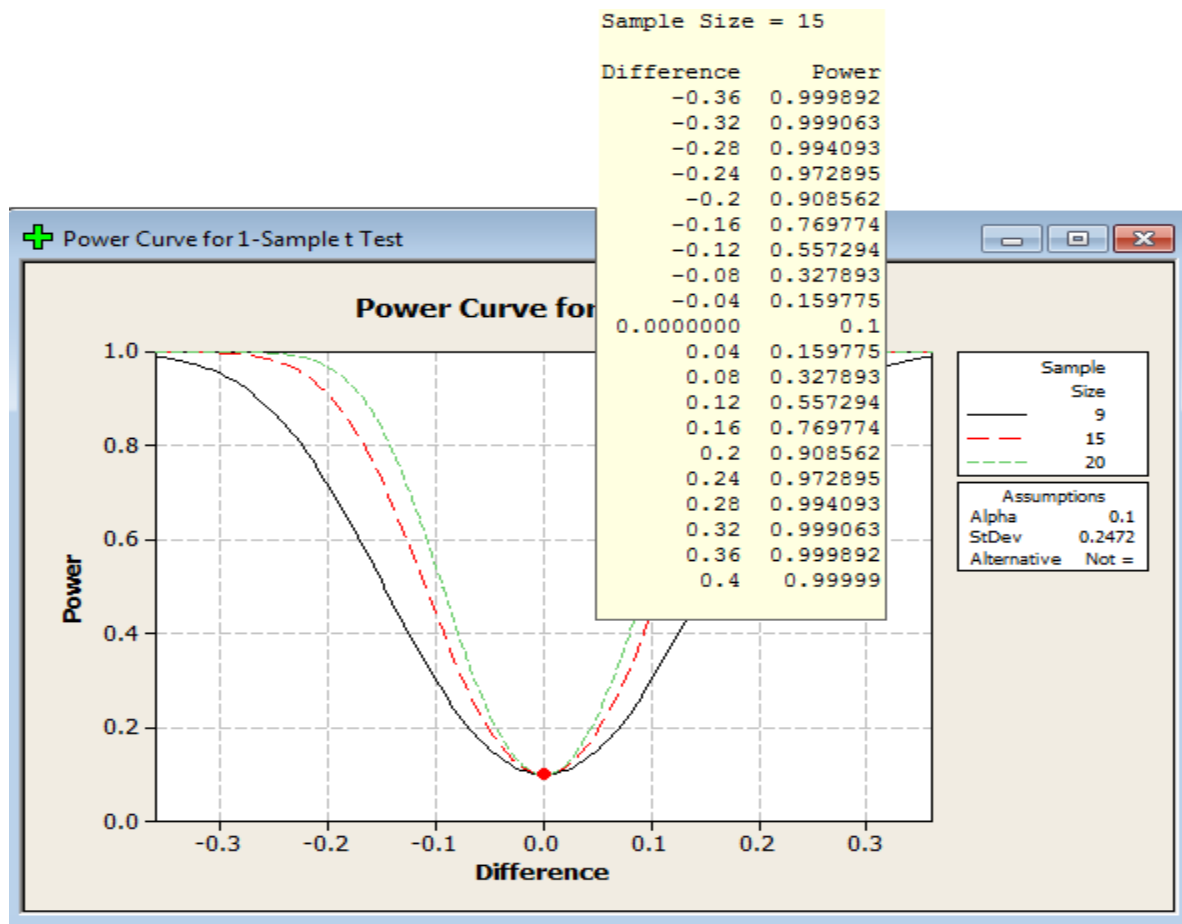 Sample Size = 15
Difference Power
-0.36 0.999892
-0.32 0.999063
-0.28 0.994093
-0.24 0.972895
-0.2 0.908562
-0.16 0.769774
-0.12 0.557294
-0.08 0.327893
-0.04 0.159775
0.0000000 0.1
0.04 0.159775
0.08 0.327893
0.12 0.557294
0.16 0.769774
0.2 0.908562
0.24 0.972895
0.28 0.994093
0.32 0.999063
0.36 0.999892
0.4 0.99999
Power Curve for 1-Sample t Test
Power Curve for
1.0
0.8
0.6
0.4
0.2
0.0
Power
-0.3 -0.2 -0.1 0.0 0.1 0.2 0.3
Difference
Sample
Size
9
15
20
Assumptions
Alpha 0.1
StDev 0.2472
Alternative Not =